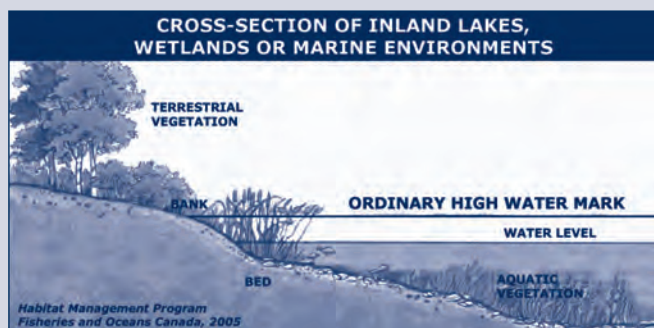 CROSS-SECTION OF INLAND LAKES,
WETLANDS OR MARINE ENVIRONMENTS
TERRESTRIAL
VEGETATION
BANK
ORDINARY HIGH WATER MARK
WATER LEVEL
BED
AQUATIC
VEGETATION
Habitat Management Program
Fisheries and Oceans Canada, 2005